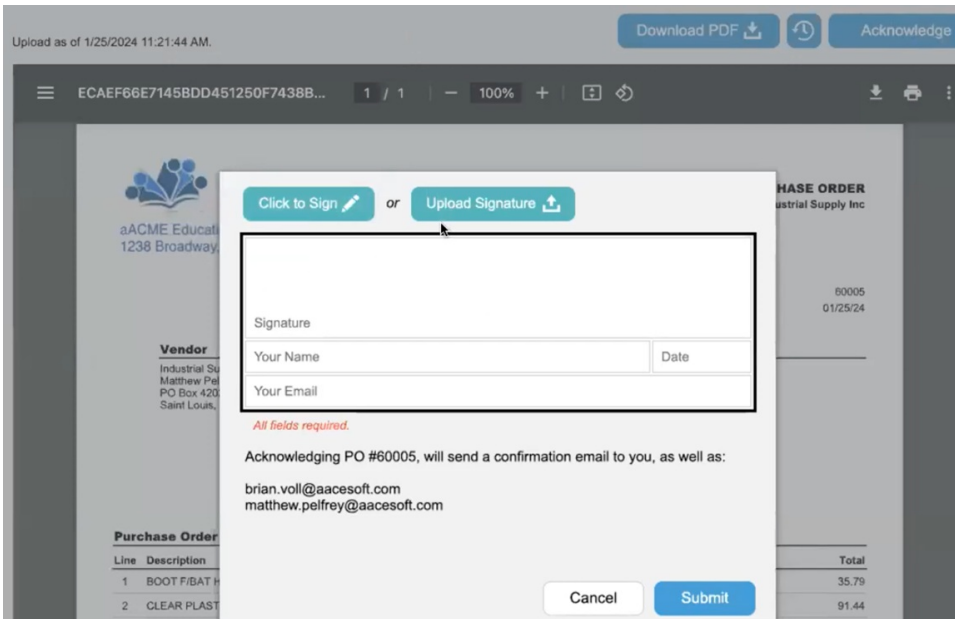 Download PDF
Acknowledge
Upload as of 1/25/2024 11:21:44 AM.
ECAEF66E7145BDD451250F7438B... 1 / 1 — 100% +
HASE ORDER
Click to Sign or Upload Signature
ustrial Supply Inc
aACME Educati
1238 Broadway,
60005
01/25/24
Signature
Vendor
Your Name Date
Industrial Su
Matthew Pel
PO Box 420
Saint Louis,
Your Email
All fields required.
Acknowledging PO #60005, will send a confirmation email to you, as well as:
brian.voll@aacesoft.com
matthew.pelfrey@aacesoft.com
Purchase Order
Line Description Total
1 BOOT F/BAT H 35.79
Cancel Submit
2 CLEAR PLAST 91.44